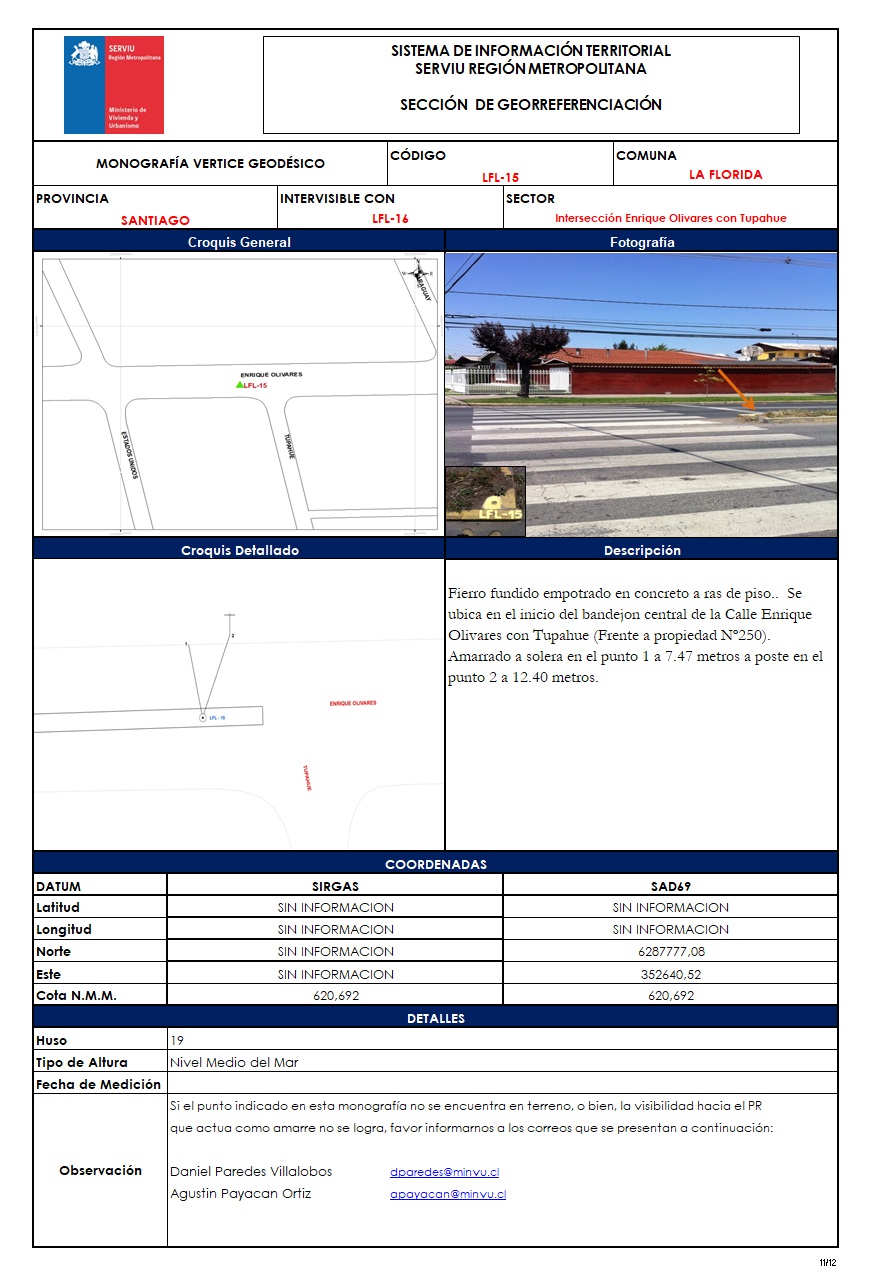 SERVIU
Región Metropolitana
Ministerio de
Vivienda y
Urbanismo
SISTEMA DE INFORMACIÓN TERRITORIAL
SERVIU REGIÓN METROPOLITANA
SECCIÓN DE GEORREFERENCIACIÓN
MONOGRAFÍA VERTICE GEODÉSICO
CÓDIGO
LFL-15
COMUNA
LA FLORIDA
PROVINCIA
SANTIAGO
INTERVISIBLE CON
LFL-16
SECTOR
Intersección Enrique Olivares con Tupahue
Croquis General
Fotografía
W
E
PARAGUAY
ENRIQUE OLIVARES
LFL-15
ESTADOS UNIDOS
TUPAHUE
LFL-15
Croquis Detallado
Descripción
1
2
LFL - 15
ENRIQUE OLIVARES
TUPAHUE
Fierro fundido empotrado en concreto a ras de piso.. Se
ubica en el inicio del bandejon central de la Calle Enrique
Olivares con Tupahue (Frente a propiedad Nº250).
Amarrado a solera en el punto 1 a 7.47 metros a poste en el
punto 2 a 12.40 metros.
COORDENADAS
DATUM SIRGAS SAD69
Latitud SIN INFORMACION SIN INFORMACION
Longitud SIN INFORMACION SIN INFORMACION
Norte SIN INFORMACION 6287777,08
Este SIN INFORMACION 352640,52
Cota N.M.M. 620,692 620,692
DETALLES
Huso 19
Tipo de Altura Nivel Medio del Mar
Fecha de Medición
Observación
Si el punto indicado en esta monografía no se encuentra en terreno, o bien, la visibilidad hacia el PR
que actua como amarre no se logra, favor informarnos a los correos que se presentan a continuación:
Daniel Paredes Villalobos dparedes@minvu.cl
Agustin Payacan Ortiz apayacan@minvu.cl
11/12